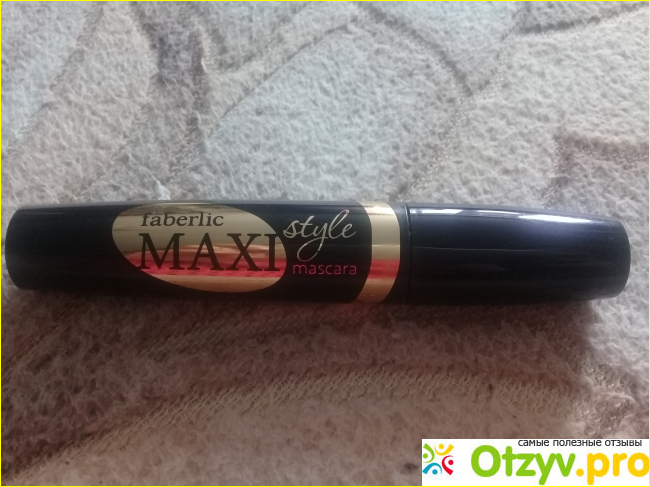 faberlic
MAXI style
mascara
самые полезные отзывы
Otzyv.pro